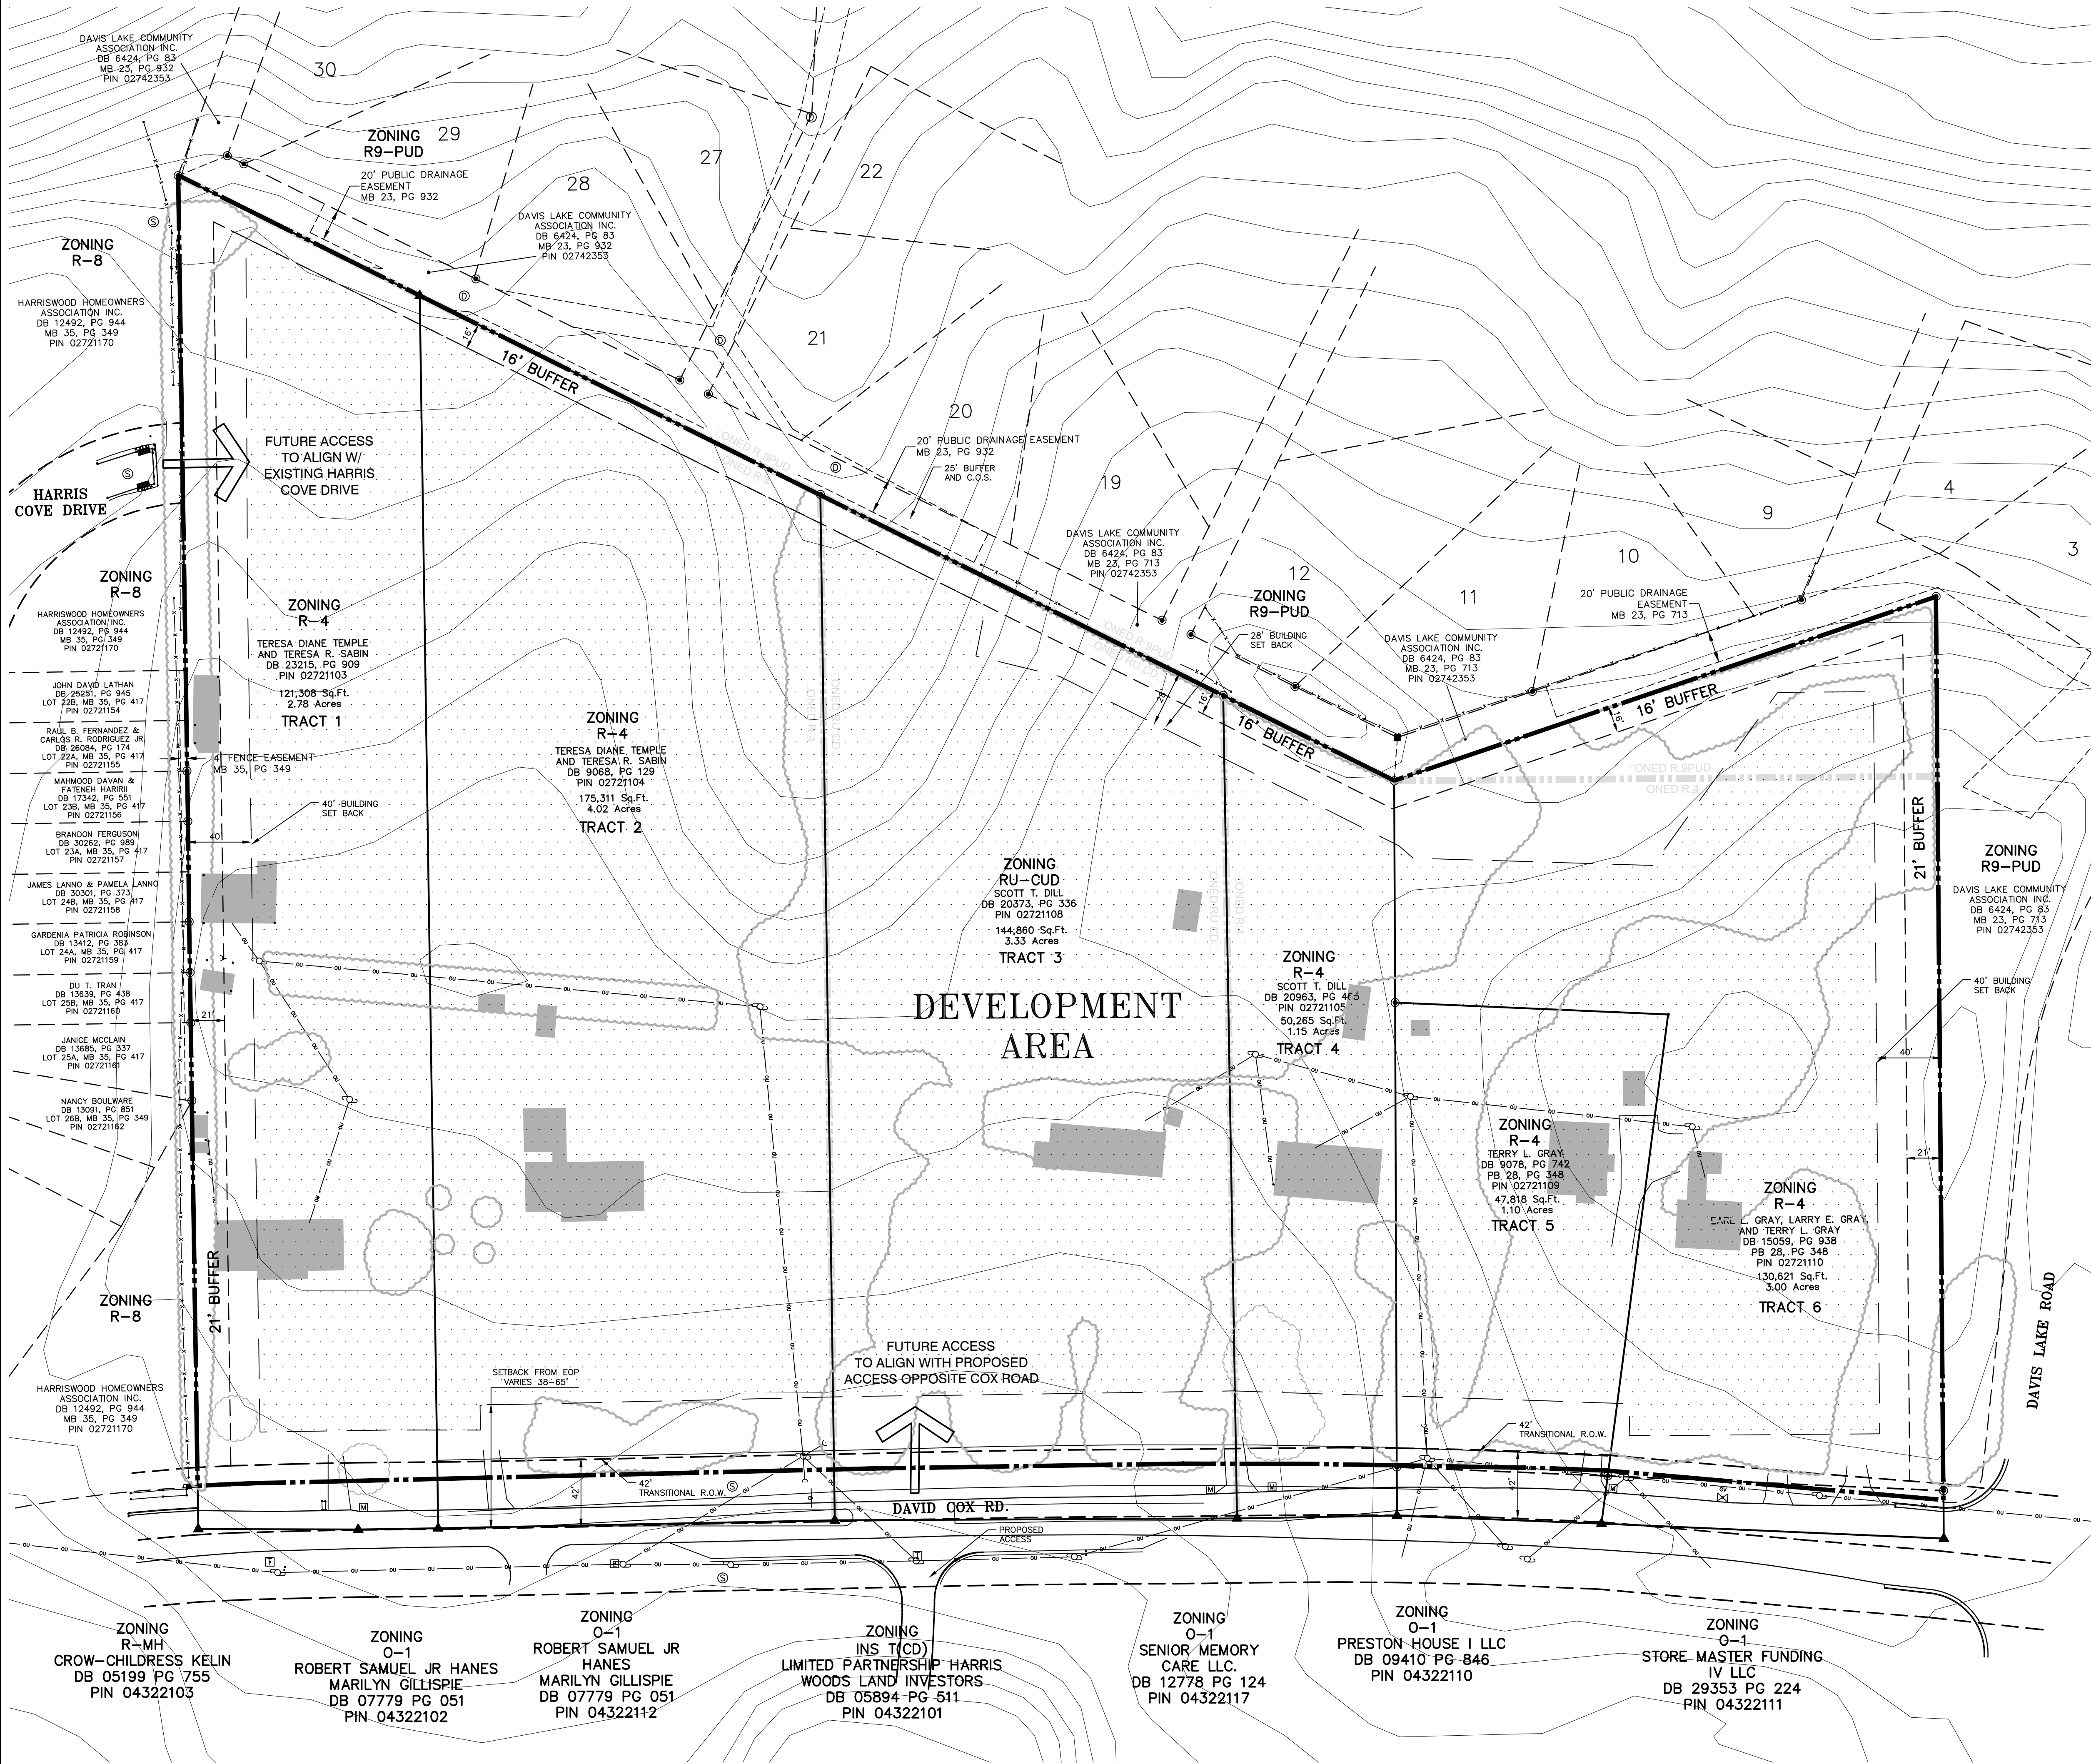 DAVIS LAKE COMMUNITY
ASSOCIATION INC.
DB 6424, PG 83
MB 23, PG 932
PIN 02742353
30
ZONING
R9-PUD
29
20' PUBLIC DRAINAGE
EASEMENT
MB 23, PG 932
27
28
22
DAVIS LAKE COMMUNITY
ASSOCIATION INC.
DB 6424, PG 83
MB 23, PG 932
PIN 02742353
ZONING
R-8
HARRISWOOD HOMEOWNERS
ASSOCIATION INC.
DB 12492, PG 944
MB 35, PG 349
PIN 02721170
16'
16' BUFFER
21
20
20' PUBLIC DRAINAGE EASEMENT
MB 23, PG 932
25' BUFFER
AND C.O.S.
19
FUTURE ACCESS
TO ALIGN W/
EXISTING HARRIS
COVE DRIVE
HARRIS
COVE DRIVE
DAVIS LAKE COMMUNITY
ASSOCIATION INC.
DB 6424, PG 83
MB 23, PG 713
PIN 02742353
12
ZONING
R9-PUD
28' BUILDING
SET BACK
11
10
9
4
3
20' PUBLIC DRAINAGE
EASEMENT
MB 23, PG 713
DAVIS LAKE COMMUNITY
ASSOCIATION INC.
DB 6424, PG 83
MB 23, PG 713
PIN 02742353
28'
16'
16' BUFFER
16' BUFFER
16'
ONED R 9PUD
ONED R 4
ZONING
R-8
HARRISWOOD HOMEOWNERS
ASSOCIATION INC.
DB 12492, PG 944
MB 35, PG 349
PIN 02721170
JOHN DAVID LATHAN
DB 25251, PG 945
LOT 22B, MB 35, PG 417
PIN 02721154
RAUL B. FERNANDEZ &
CARLOS R. RODRIGUEZ JR.
DB 26084, PG 174
LOT 22A, MB 35, PG 417
PIN 02721155
4' FENCE EASEMENT
MB 35, PG 349
MAHMOOD DAVAN &
FATENEH HARIRII
DB 17342, PG 551
LOT 23B, MB 35, PG 417
PIN 02721156
BRANDON FERGUSON
DB 30262, PG 989
LOT 23A, MB 35, PG 417
PIN 02721157
JAMES LANNO & PAMELA LANNO
DB 30301, PG 373
LOT 24B, MB 35, PG 417
PIN 02721158
GARDENIA PATRICIA ROBINSON
DB 13412, PG 383
LOT 24A, MB 35, PG 417
PIN 02721159
DU T. TRAN
DB 13639, PG 438
LOT 25B, MB 35, PG 417
PIN 02721160
JANICE MCCLAIN
DB 13685, PG 337
LOT 25A, MB 35, PG 417
PIN 02721161
NANCY BOULWARE
DB 13091, PG 851
LOT 26B, MB 35, PG 349
PIN 02721162
ZONING
R-8
HARRISWOOD HOMEOWNERS
ASSOCIATION INC.
DB 12492, PG 944
MB 35, PG 349
PIN 02721170
40'
40' BUILDING
SET BACK
21'
21' BUFFER
ZONING
R-4
TERESA DIANE TEMPLE
AND TERESA R. SABIN
DB 23215, PG 909
PIN 02721103
121,308 Sq.Ft.
2.78 Acres
TRACT 1
ZONING
R-4
TERESA DIANE TEMPLE
AND TERESA R. SABIN
DB 9068, PG 129
PIN 02721104
175,311 Sq.Ft.
4.02 Acres
TRACT 2
ZONING
RU-CUD
SCOTT T. DILL
DB 20373, PG 336
PIN 02721108
144,860 Sq.Ft.
3.33 Acres
TRACT 3
DEVELOPMENT
AREA
ZONING
R-4
SCOTT T. DILL
DB 20963, PG
PIN 02721105
50,265 Sq.Ft.
1.15 Acres
TRACT 4
ZONING
R-4
TERRY L. GRAY
DB 9078, PG 742
PB 28, PG 348
PIN 02721109
47,818 Sq.Ft.
1.10 Acres
TRACT 5
ZONING
R-4
EARL L. GRAY, LARRY E. GRAY,
AND TERRY L. GRAY
DB 15059, PG 938
PB 28, PG 348
PIN 02721110
130,621 Sq.Ft.
3.00 Acres
TRACT 6
21' BUFFER
ZONING
R9-PUD
DAVIS LAKE COMMUNITY
ASSOCIATION INC.
DB 6424, PG 83
MB 23, PG 713
PIN 02742353
40' BUILDING
SET BACK
40'
21'
DAVIS LAKE ROAD
FUTURE ACCESS
TO ALIGN WITH PROPOSED
ACCESS OPPOSITE COX ROAD
SETBACK FROM EOP
VARIES 38-65'
42'
42'
TRANSITIONAL R.O.W.
42'
TRANSITIONAL R.O.W.
42'
DAVID COX RD.
PROPOSED
ACCESS
ZONING
R-MH
CROW-CHILDRESS KELIN
DB 05199 PG 755
PIN 04322103
ZONING
O-1
ROBERT SAMUEL JR HANES
MARILYN GILLISPIE
DB 07779 PG 051
PIN 04322102
ZONING
O-1
ROBERT SAMUEL JR
HANES
MARILYN GILLISPIE
DB 07779 PG 051
PIN 04322112
ZONING
INS T(CD)
LIMITED PARTNERSHIP HARRIS
WOODS LAND INVESTORS
DB 05894 PG 511
PIN 04322101
ZONING
O-1
SENIOR MEMORY
CARE LLC.
DB 12778 PG 124
PIN 04322117
ZONING
O-1
PRESTON HOUSE I LLC
DB 09410 PG 846
PIN 04322110
ZONING
O-1
STORE MASTER FUNDING
IV LLC
DB 29353 PG 224
PIN 04322111